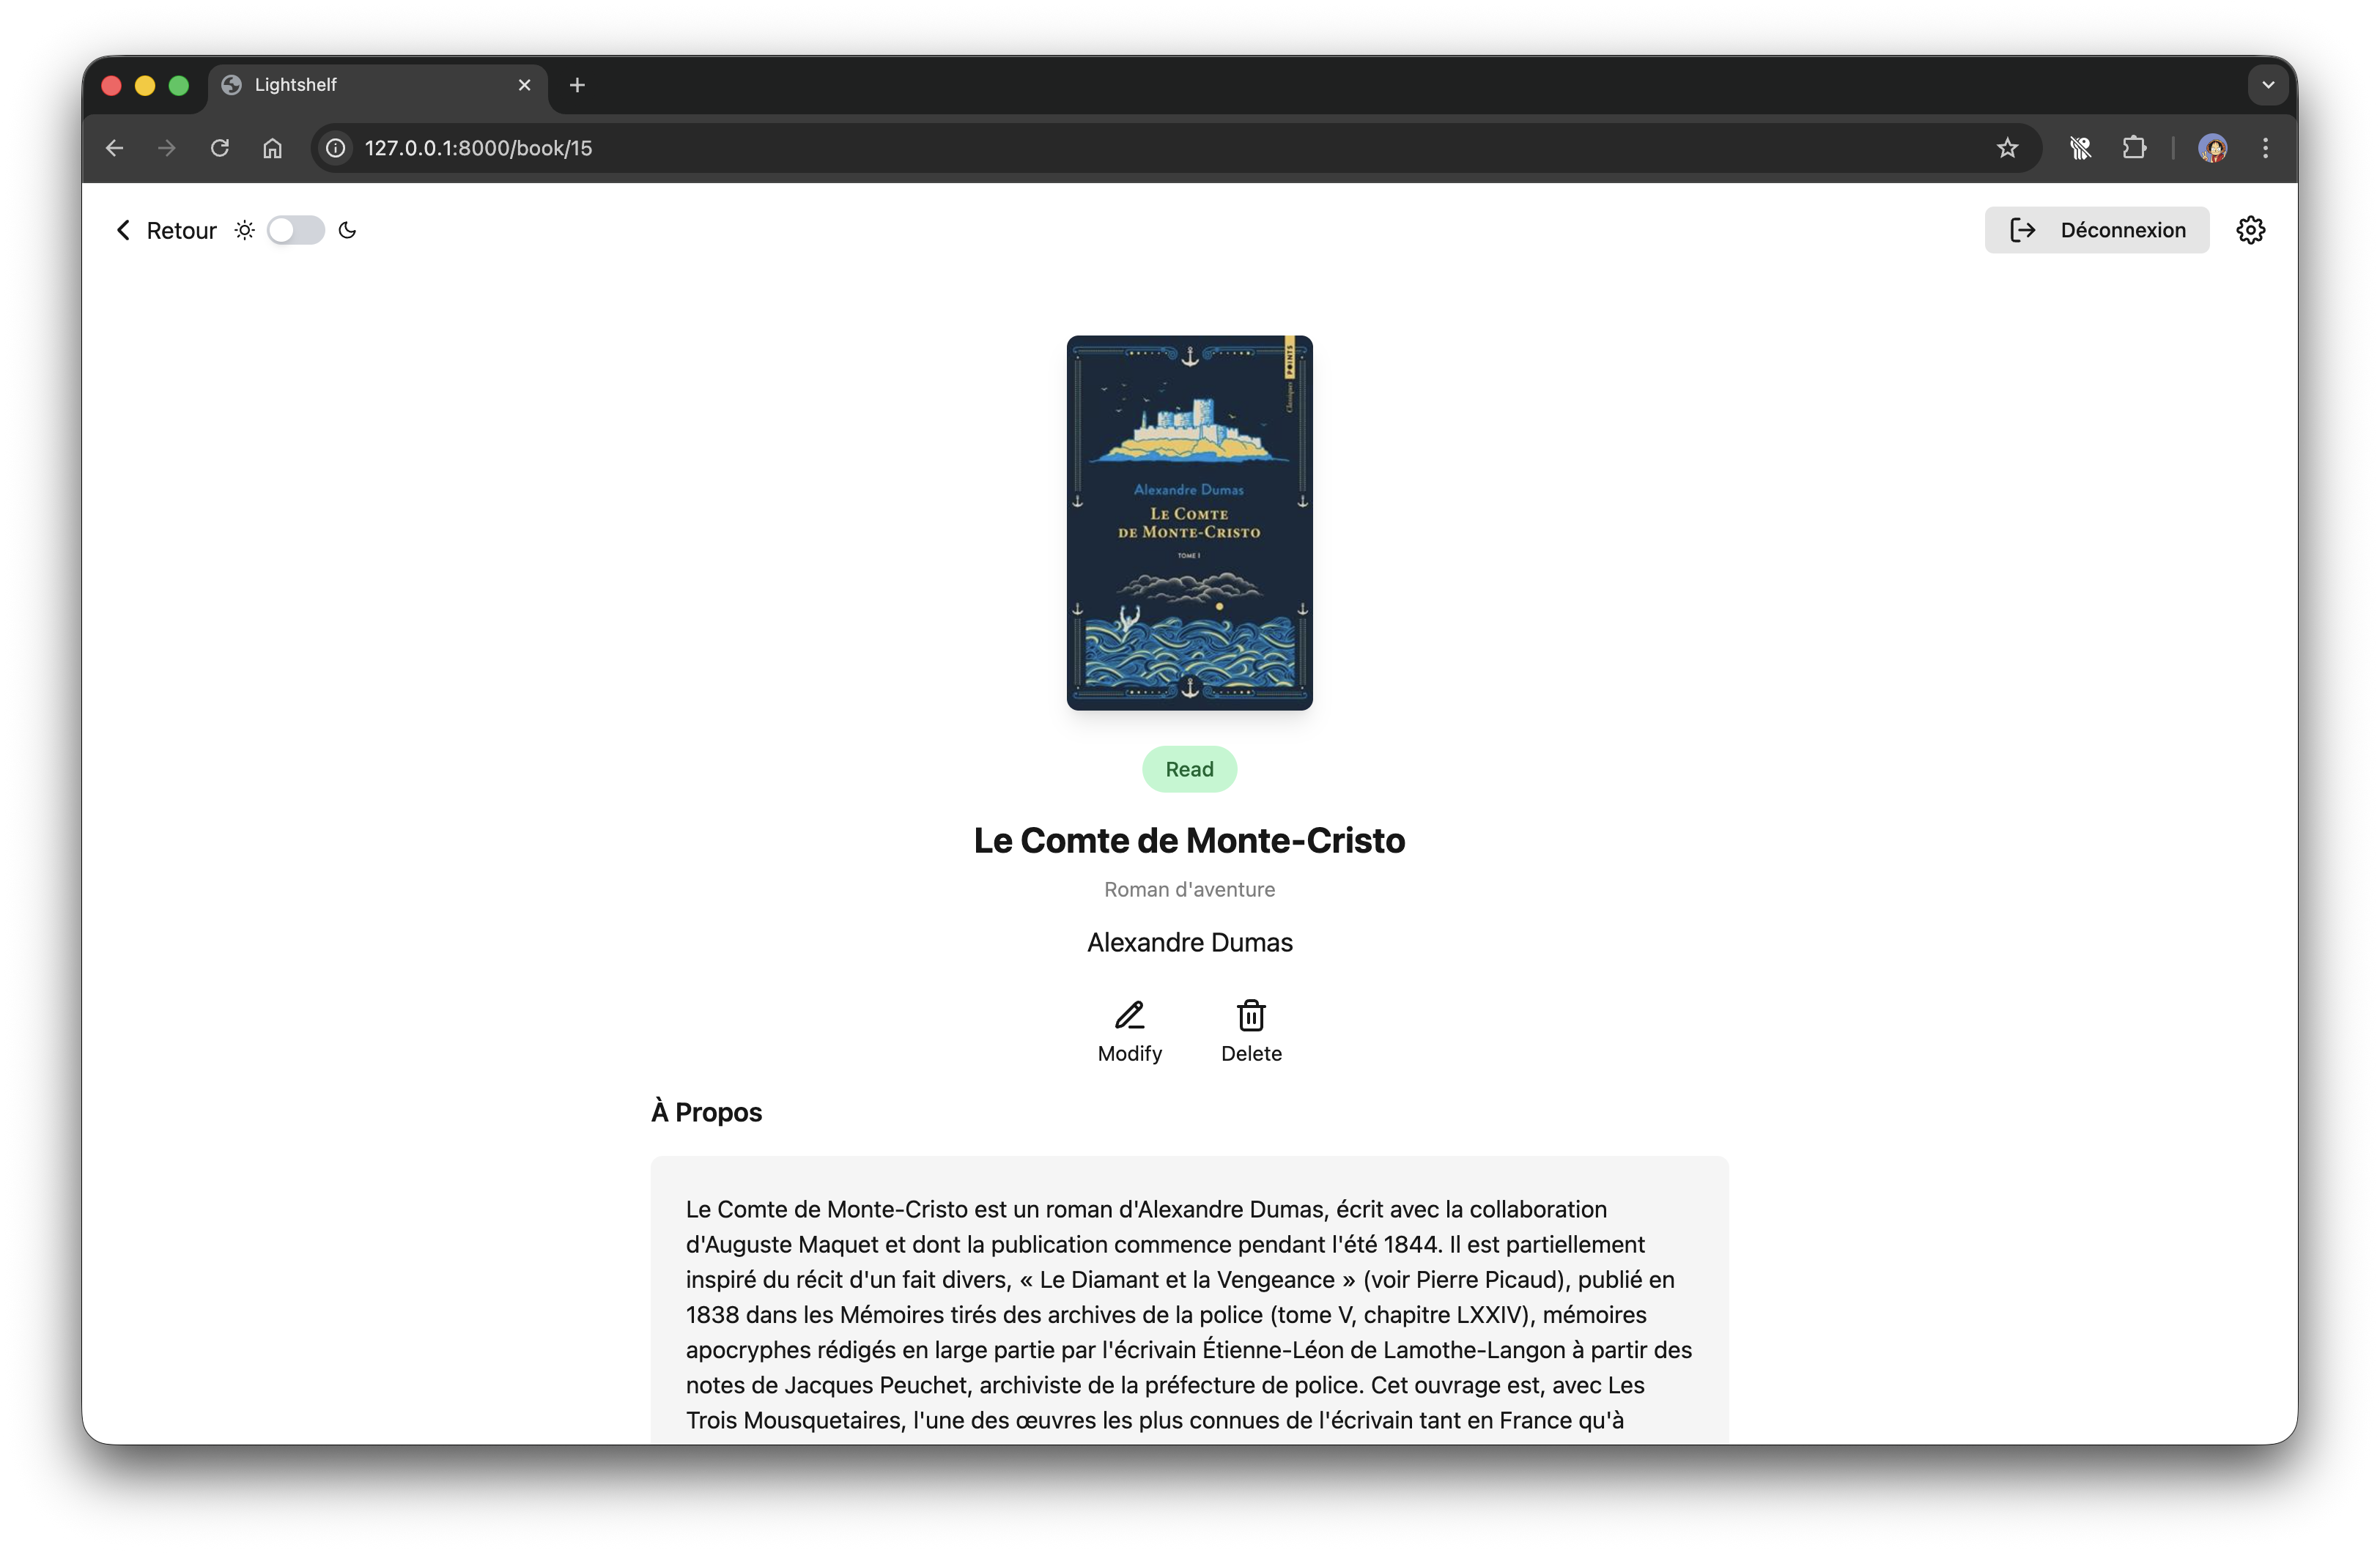 Lightshelf
127.0.0.1:8000/book/15
Retour
Déconnexion
POINTS
Classiques
Alexandre Dumas
LE COMTE
DE MONTE-CRISTO
TOME I
Read
Le Comte de Monte-Cristo
Roman d'aventure
Alexandre Dumas
Modify
Delete
À Propos
Le Comte de Monte-Cristo est un roman d'Alexandre Dumas, écrit avec la collaboration
d'Auguste Maquet et dont la publication commence pendant l'été 1844. Il est partiellement
inspiré du récit d'un fait divers, « Le Diamant et la Vengeance » (voir Pierre Picaud), publié en
1838 dans les Mémoires tirés des archives de la police (tome V, chapitre LXXIV), mémoires
apocryphes rédigés en large partie par l'écrivain Étienne-Léon de Lamothe-Langon à partir des
notes de Jacques Peuchet, archiviste de la préfecture de police. Cet ouvrage est, avec Les
Trois Mousquetaires, l'une des œuvres les plus connues de l'écrivain tant en France qu'à